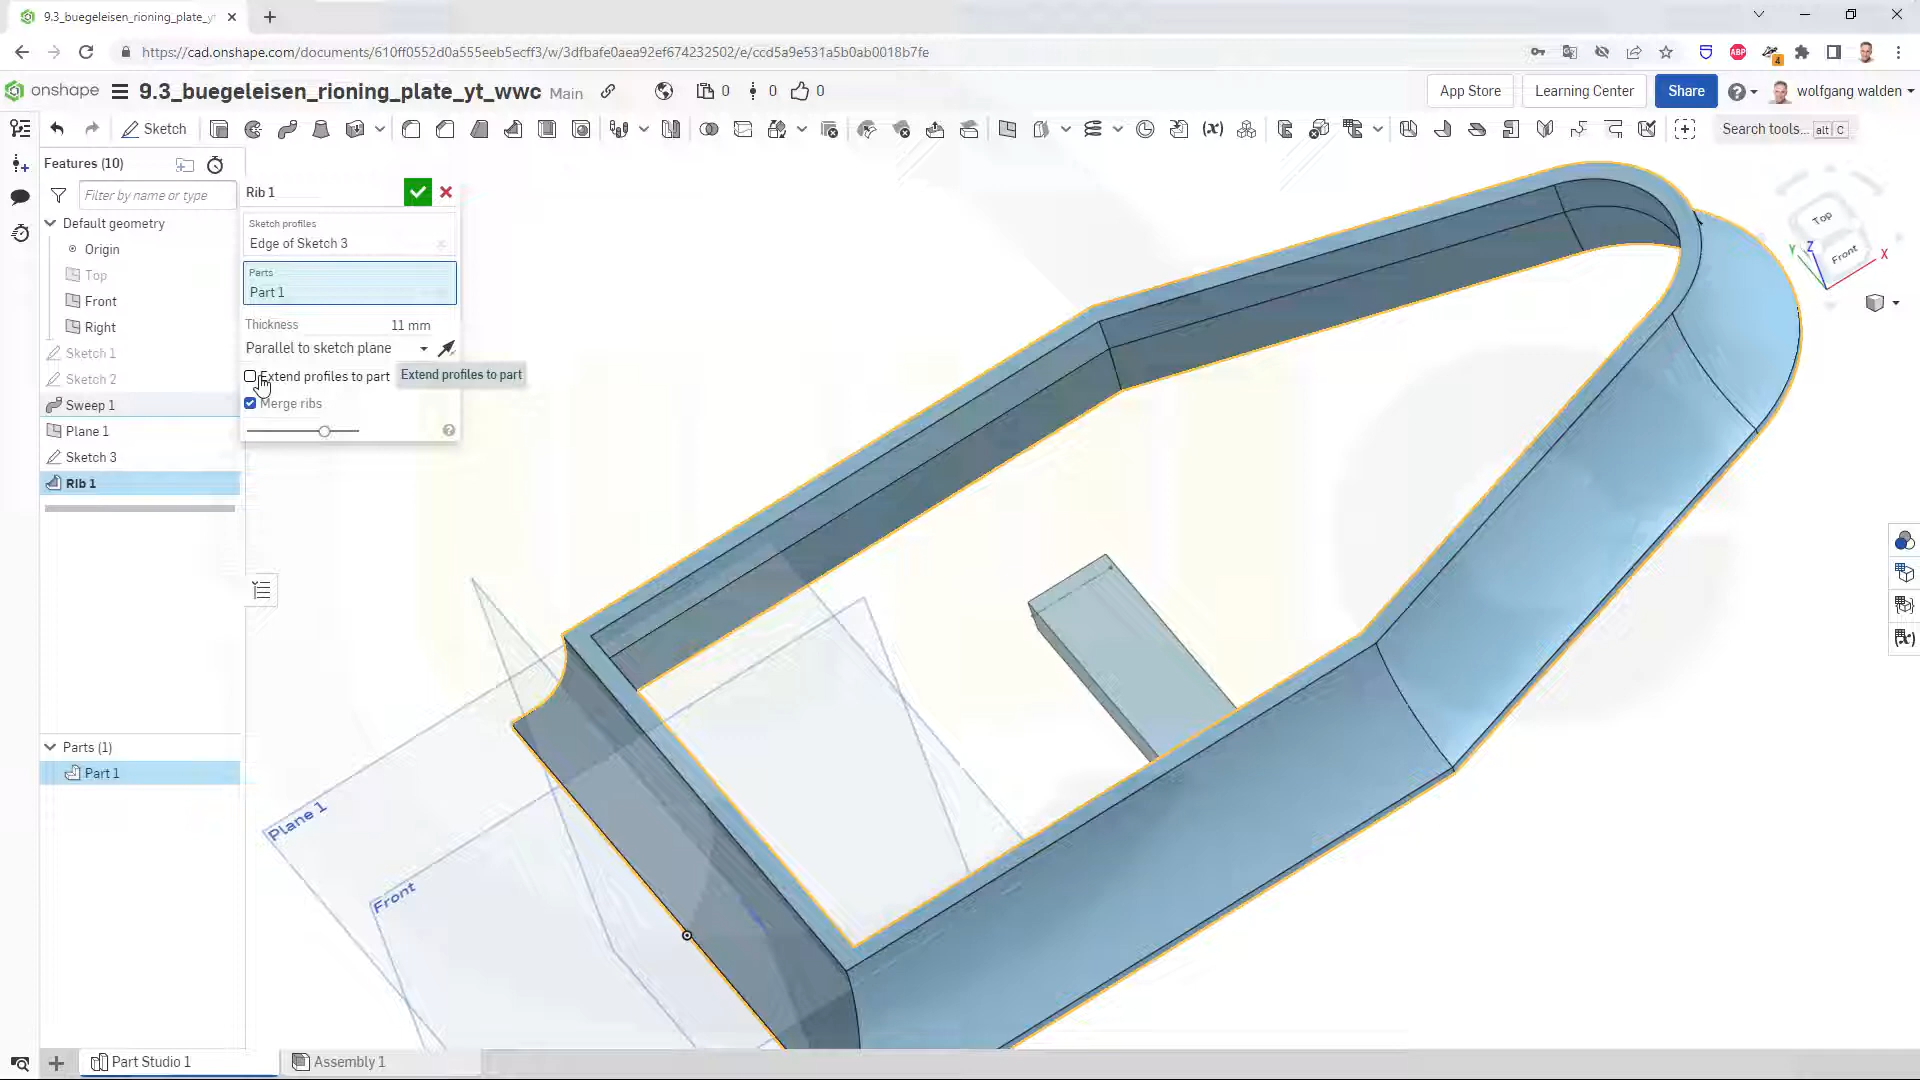 9.3_buegeleisen_rioning_plate_yt
https://cad.onshape.com/documents/610ff0552d0a555eeb5ecff3/w/3dfbafe0aea92ef674232502/e/ccd5a9e531a5b0ab0018b7fe
ABP
4
onshape
9.3_buegeleisen_rioning_plate_yt_wwc Main
0
0
0
App Store
Learning Center
Share
wolfgang walden
Sketch
Search tools... alt C
Features (10)
Filter by name or type
Default geometry
Origin
Top
Front
Right
Sketch 1
Sketch 2
Sweep 1
Plane 1
Sketch 3
Rib 1
Parts (1)
Part 1
Rib 1
Sketch profiles
Edge of Sketch 3
Parts
Part 1
Thickness 11 mm
Parallel to sketch plane
Extend profiles to part
Extend profiles to part
Merge ribs
Plane 1
Front
Top
Front
Z
Y
X
Part Studio 1
Assembly 1